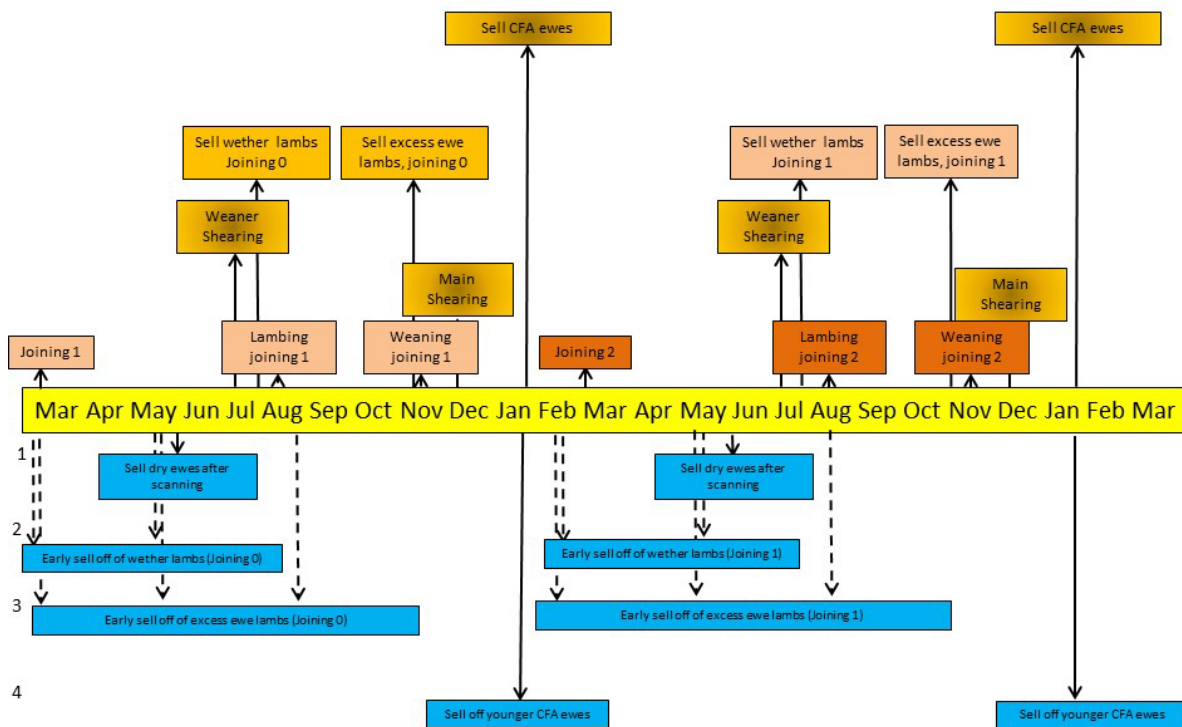 Sell CFA ewes
Sell CFA ewes
Sell wether lambs
Joining 0
Sell excess ewe
lambs, joining 0
Sell wether lambs
Joining 1
Sell excess ewe
lambs, joining 1
Weaner
Shearing
Weaner
Shearing
Main
Shearing
Main
Shearing
Joining 1
Lambing
joining 1
Weaning
joining 1
Joining 2
Lambing
joining 2
Weaning
joining 2
Mar Apr May Jun Jul Aug Sep Oct Nov Dec Jan Feb Mar Apr May Jun Jul Aug Sep Oct Nov Dec Jan Feb Mar
1
Sell dry ewes after
scanning
Sell dry ewes after
scanning
2
Early sell off of wether lambs (Joining 0)
Early sell off of wether lambs (Joining 1)
3
Early sell off of excess ewe lambs (Joining 0)
Early sell off of excess ewe lambs (Joining 1)
4
Sell off younger CFA ewes
Sell off younger CFA ewes